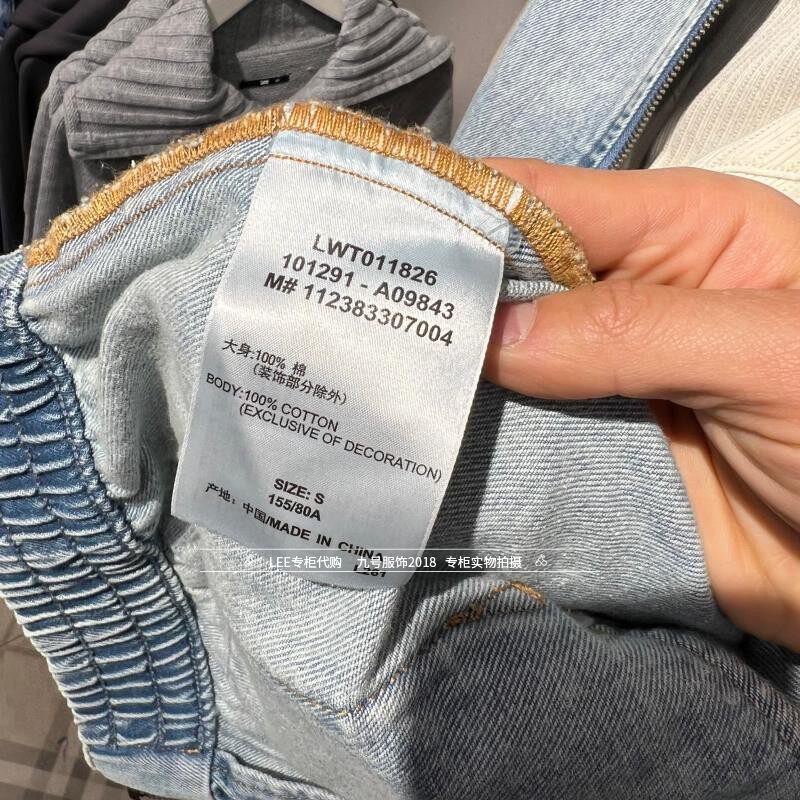 LWT011826
101291 - A09843
M# 112383307004
大身:100% 棉
(装饰部分除外)
BODY:100% COTTON
(EXCLUSIVE OF DECORATION)
SIZE: S
155/80A
产地: 中国/MADE IN CHINA
LEE专柜代购 九号服饰2018 专柜实物拍摄